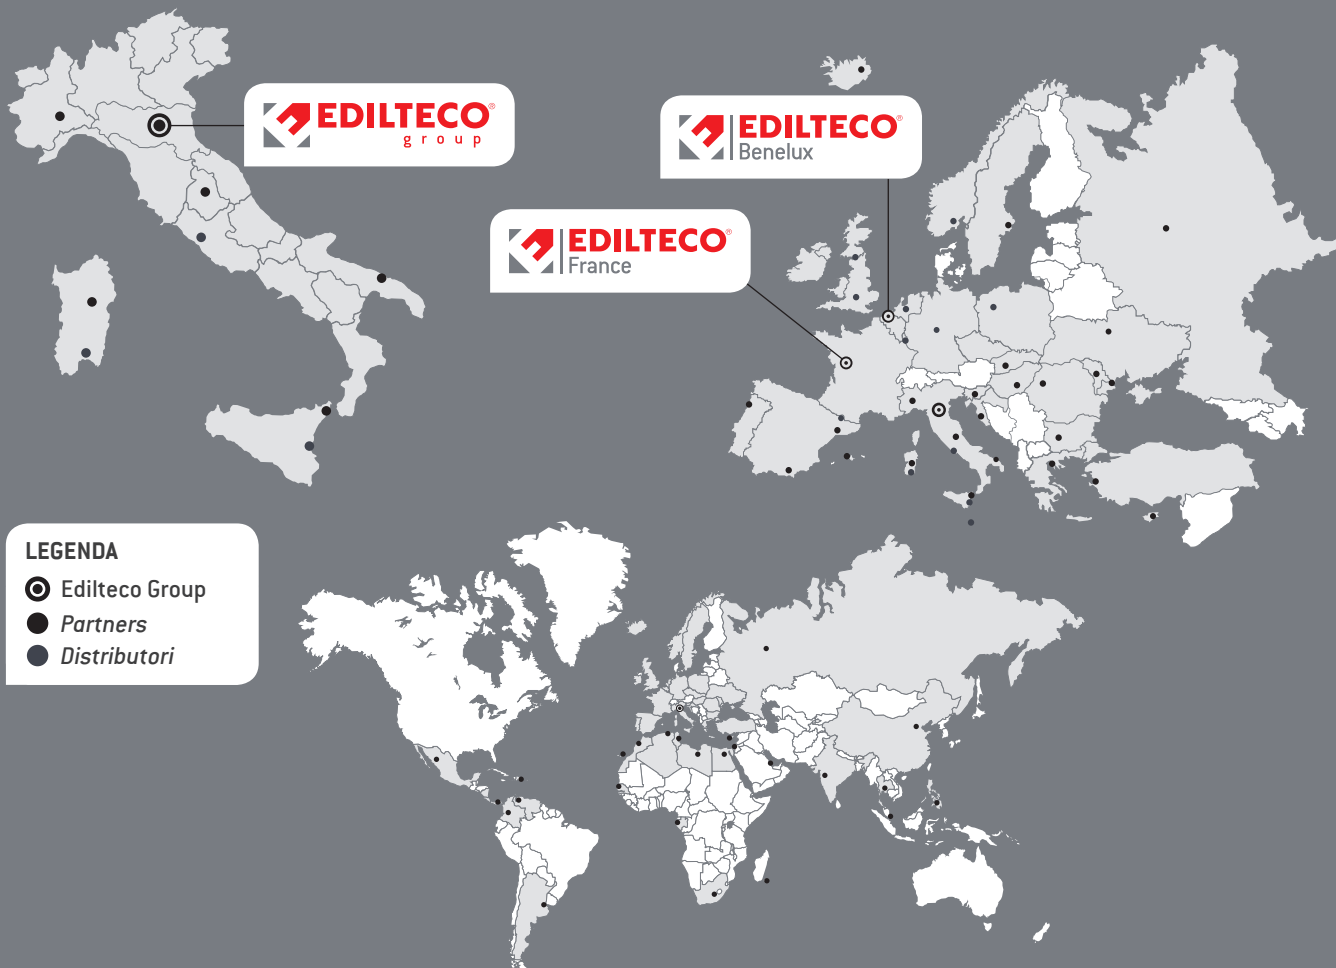 EDILTECO®
group
EDILTECO®
Benelux
EDILTECO®
France
LEGENDA
Edilteco Group
Partners
Distributori